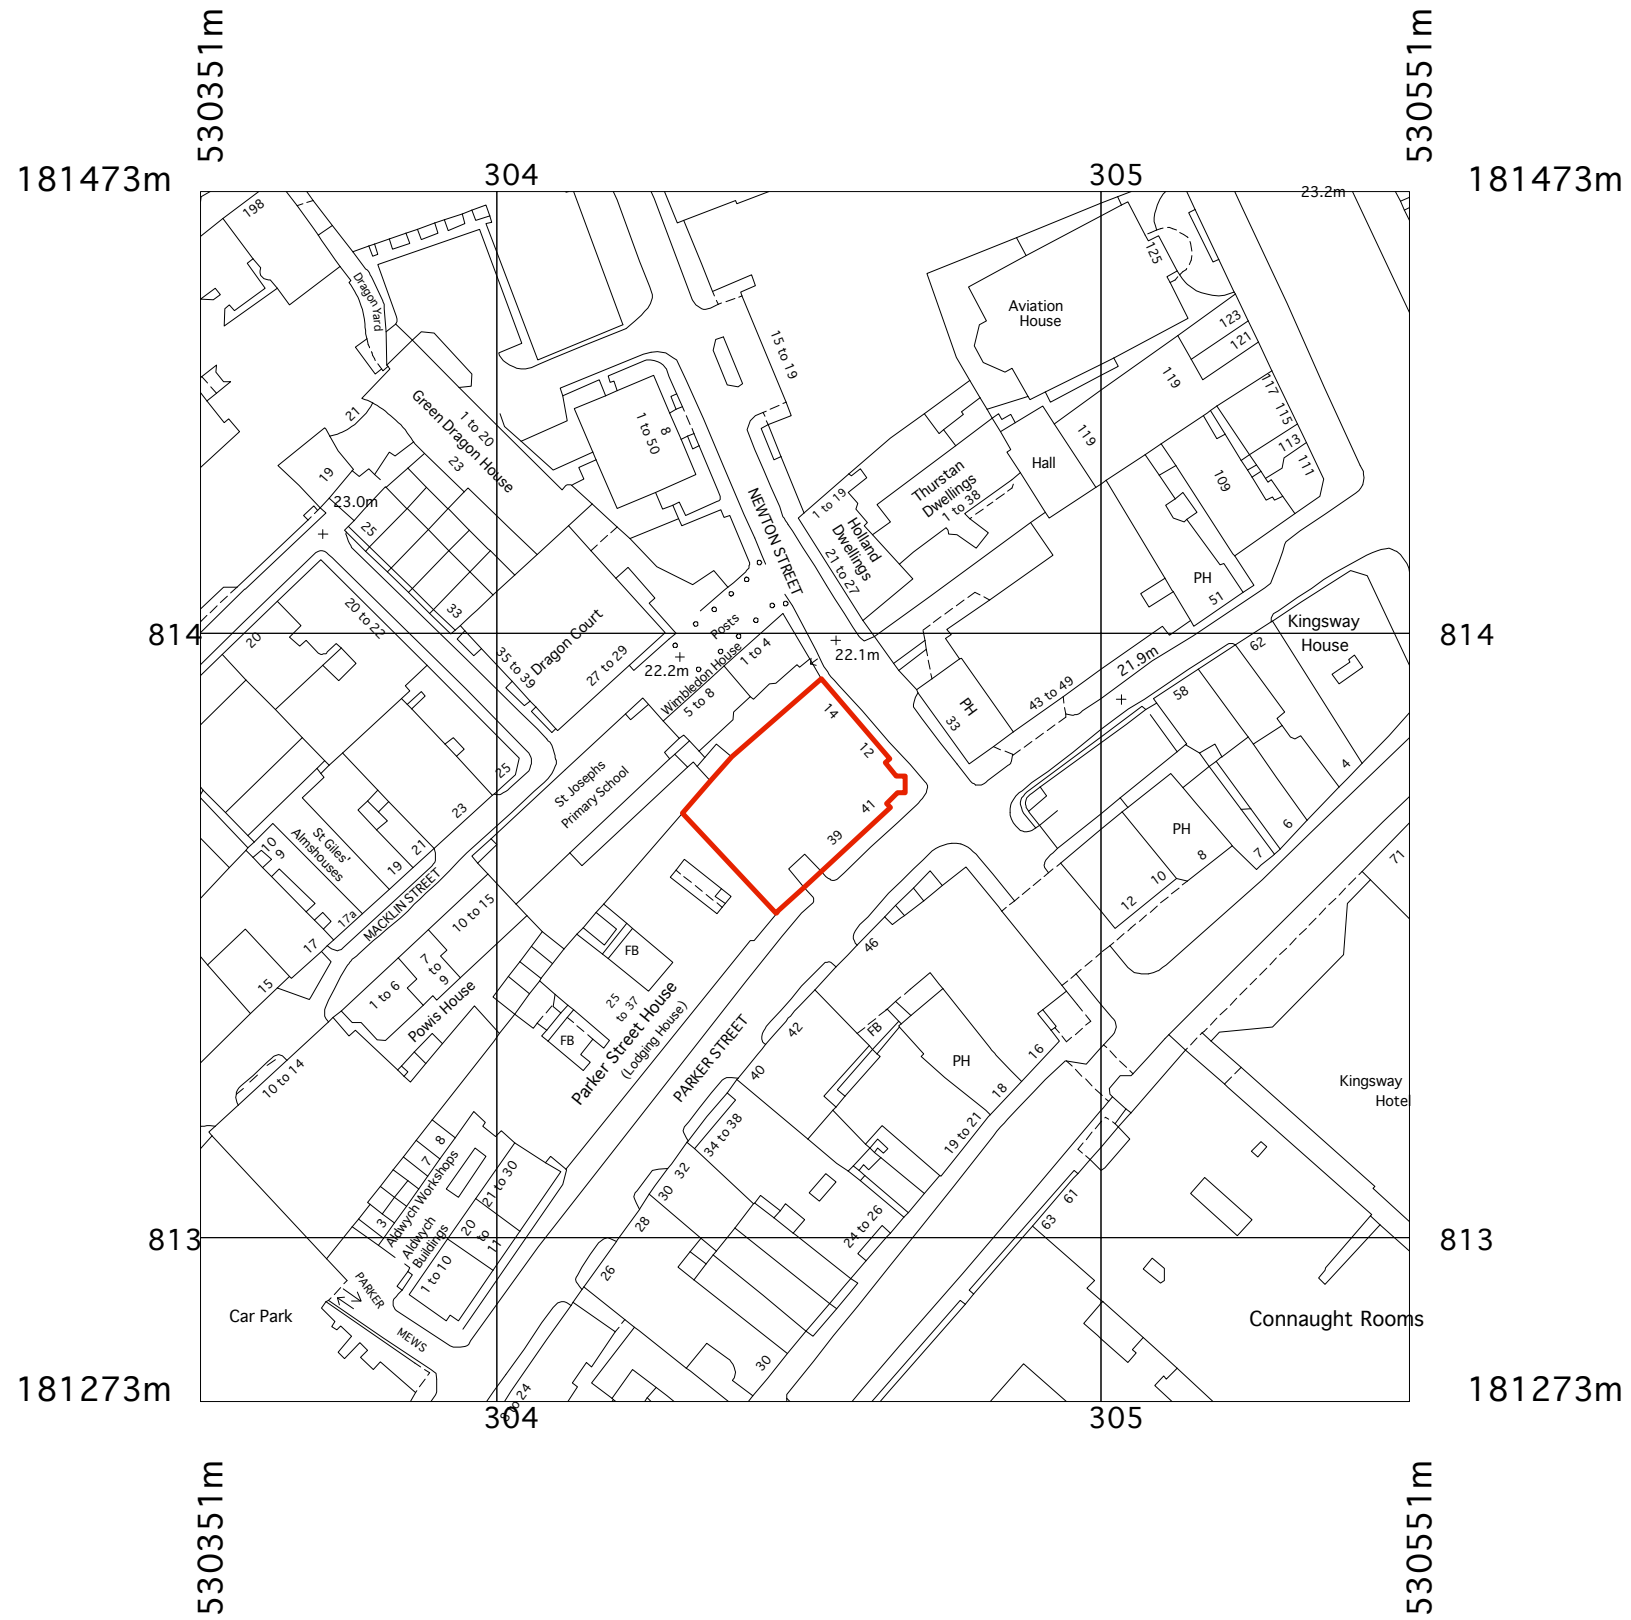 530351m
530551m
181473m
304
305
181473m
23.2m
198
125
Dragon Yard
Aviation
House
123
121
15 to 19
119
117
115
113
111
21
Green Dragon House
1 to 20
23
8
1 to 50
119
Hall
109
19
23.0m
25
Thurstan
Dwellings
1 to 38
1 to 19
Holland
Dwellings
21 to 27
NEWTON STREET
PH
51
20 to 22
33
20
814
Dragon Court
35 to 39
27 to 29
Posts
Wimbledon House
1 to 4
5 to 8
22.2m
22.1m
21.9m
62
Kingsway
House
814
43 to 49
58
PH
33
14
12
41
39
25
23
St Josephs
Primary School
4
6
7
PH
8
10
12
71
St Giles'
Almshouses
10
9
21
19
17a
17
15
MACKLIN STREET
10 to 15
7
to
9
1 to 6
Powis House
46
FB
25
to 37
FB
Parker Street House
(Lodging House)
PARKER STREET
42
40
FB
PH
16
18
19 to 21
Kingsway
Hotel
10 to 14
34 to 38
32
30
28
26
8
7
3
Aldwych Workshops
Aldwych
Buildings
21 to 30
20
to
11
1 to 10
24 to 26
61
63
813
813
PARKER
MEWS
Car Park
Connaught Rooms
30
181273m
to 24
304
305
181273m
530351m
530551m